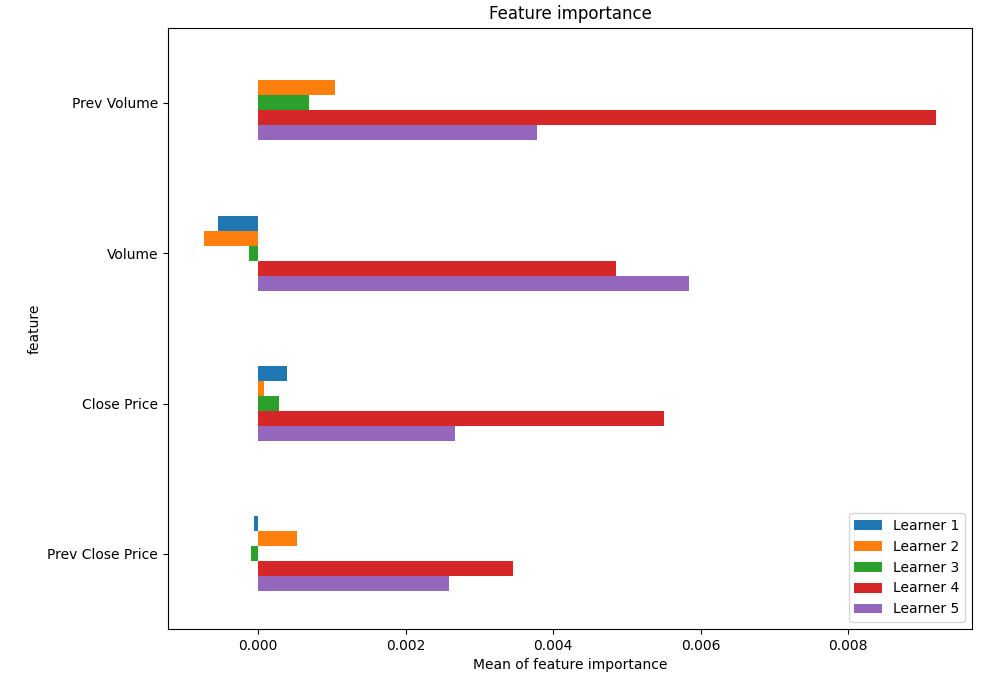 Feature importance
Prev Volume
Volume
Close Price
Prev Close Price
feature
Learner 1
Learner 2
Learner 3
Learner 4
Learner 5
0.000 0.002 0.004 0.006 0.008
Mean of feature importance